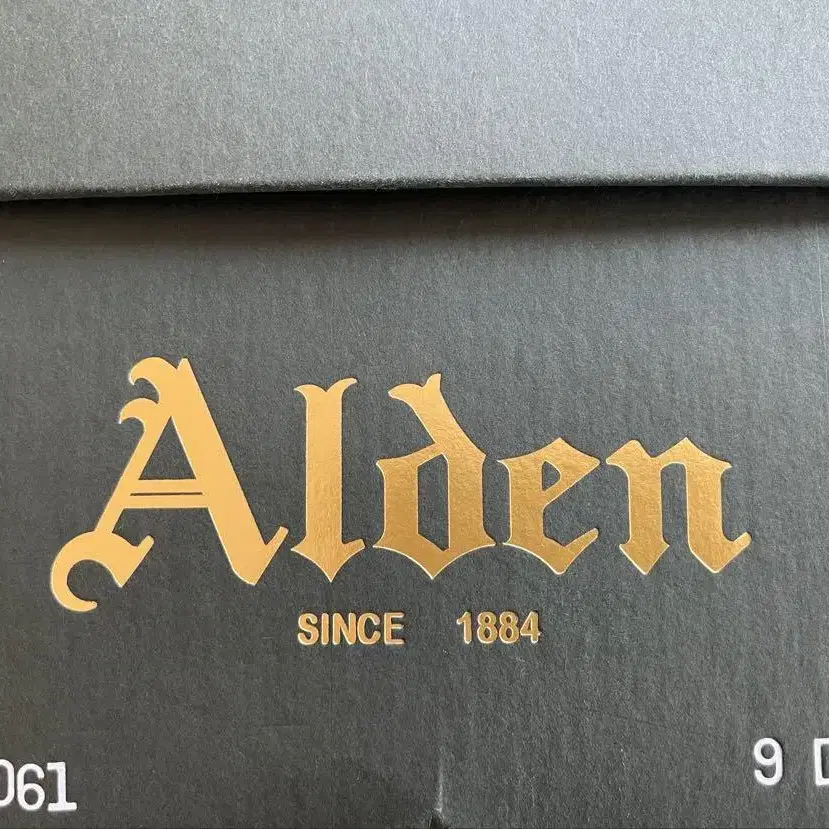 Alden
SINCE 1884
061 9 D